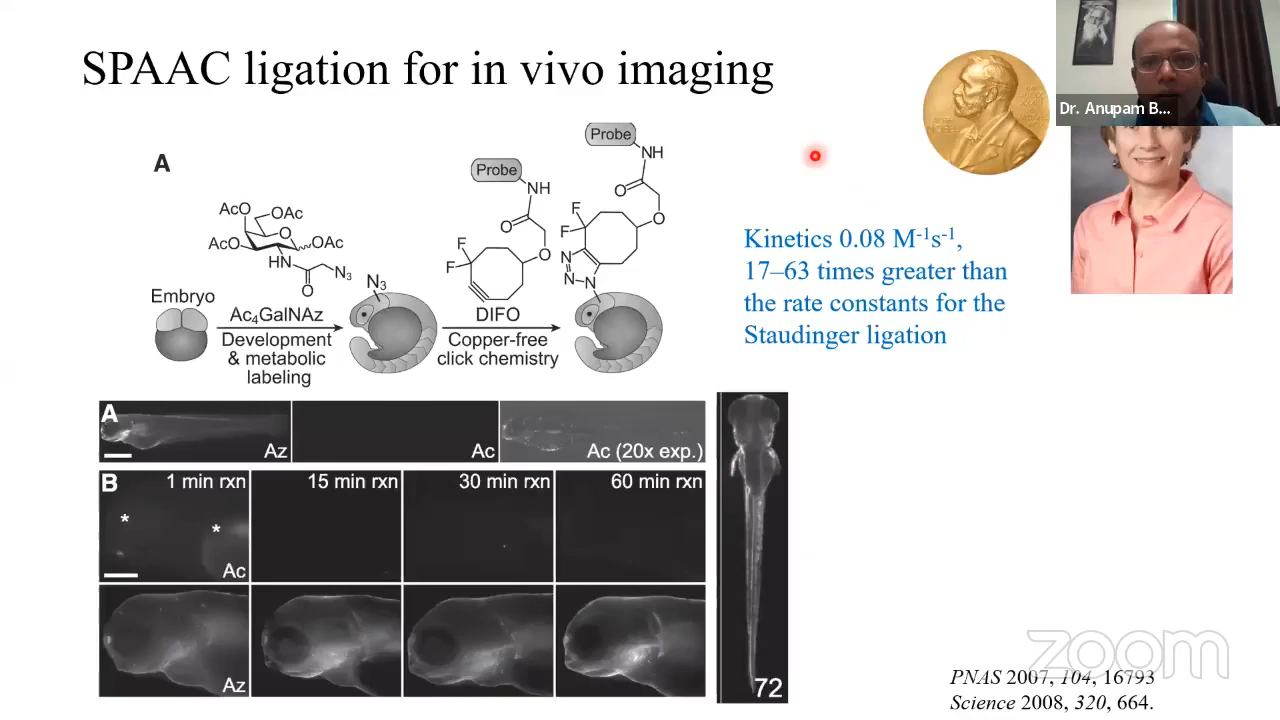 SPAAC ligation for in vivo imaging
Dr. Anupam B...
A
Probe
NH
O
O
F
F
Probe
NH
O
O
F
F
N
N
N
AcO
OAc
AcO
OAc
HN
O
N3
O
N3
Embryo
Ac4GalNAz
Development
& metabolic
labeling
DIFO
Copper-free
click chemistry
Kinetics 0.08 M-1s-1,
17–63 times greater than
the rate constants for the
Staudinger ligation
A
Az
Ac
Ac (20x exp.)
B
1 min rxn
15 min rxn
30 min rxn
60 min rxn
*
*
Ac
Az
72
zoom
PNAS 2007, 104, 16793
Science 2008, 320, 664.